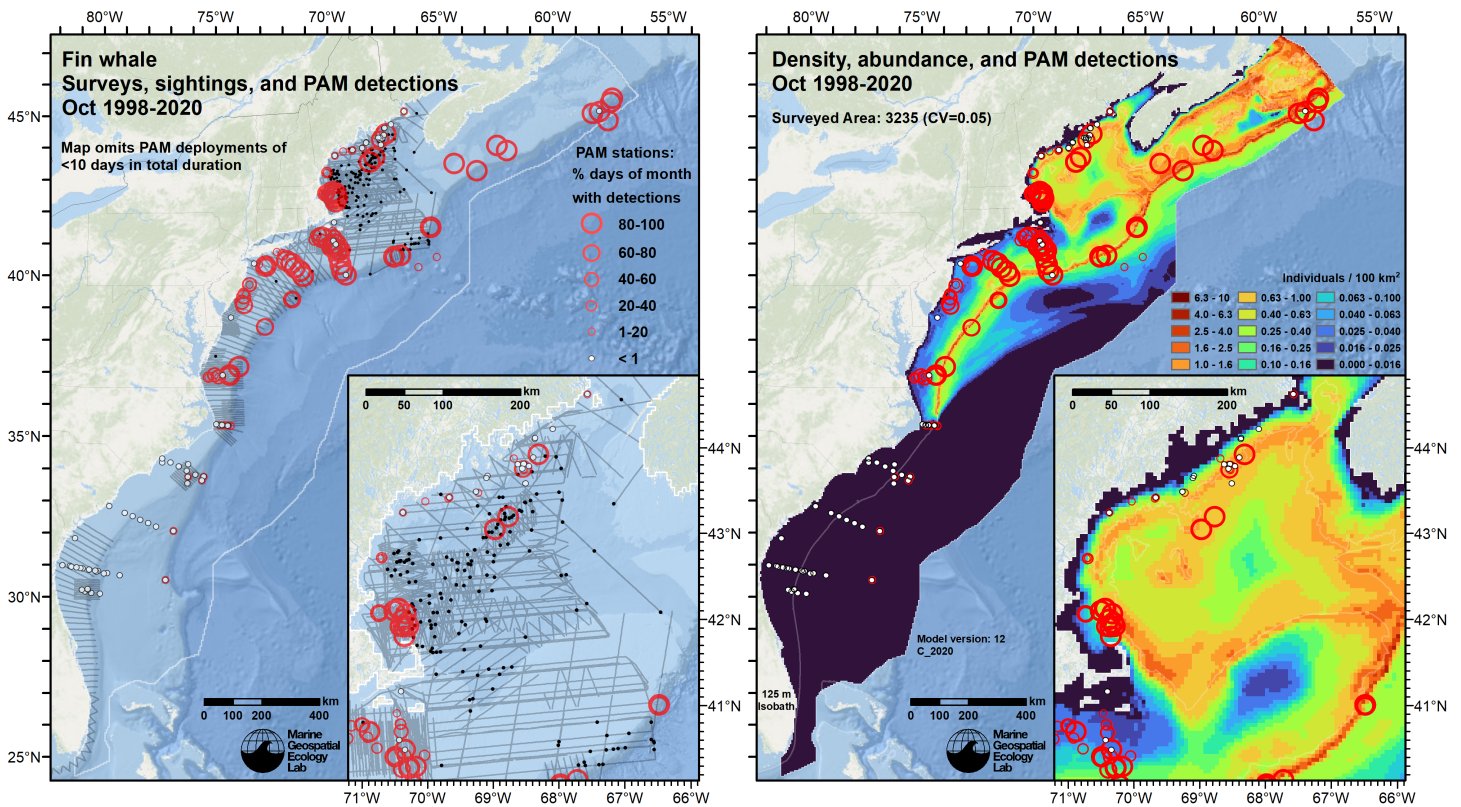 80°W
75°W
70°W
65°W
60°W
55°W
80°W
75°W
70°W
65°W
60°W
55°W
Fin whale
Surveys, sightings, and PAM detections
Oct 1998-2020
Map omits PAM deployments of
<10 days in total duration
PAM stations:
% days of month
with detections
80-100
60-80
40-60
20-40
1-20
< 1
45°N
40°N
35°N
30°N
25°N
km
0 50 100 200
km
0 100 200 400
Marine
Geospatial
Ecology
Lab
44°N
43°N
42°N
41°N
71°W
70°W
69°W
68°W
67°W
66°W
Density, abundance, and PAM detections
Oct 1998-2020
Surveyed Area: 3235 (CV=0.05)
Individuals / 100 km²
6.3 - 10 0.63 - 1.00 0.063 - 0.100
4.0 - 6.3 0.40 - 0.63 0.040 - 0.063
2.5 - 4.0 0.25 - 0.40 0.025 - 0.040
1.6 - 2.5 0.16 - 0.25 0.016 - 0.025
1.0 - 1.6 0.10 - 0.16 0.000 - 0.016
km
0 50 100 200
Model version: 12
C_2020
125 m
Isobath
km
0 100 200 400
Marine
Geospatial
Ecology
Lab
44°N
43°N
42°N
41°N
71°W
70°W
69°W
68°W
67°W
66°W